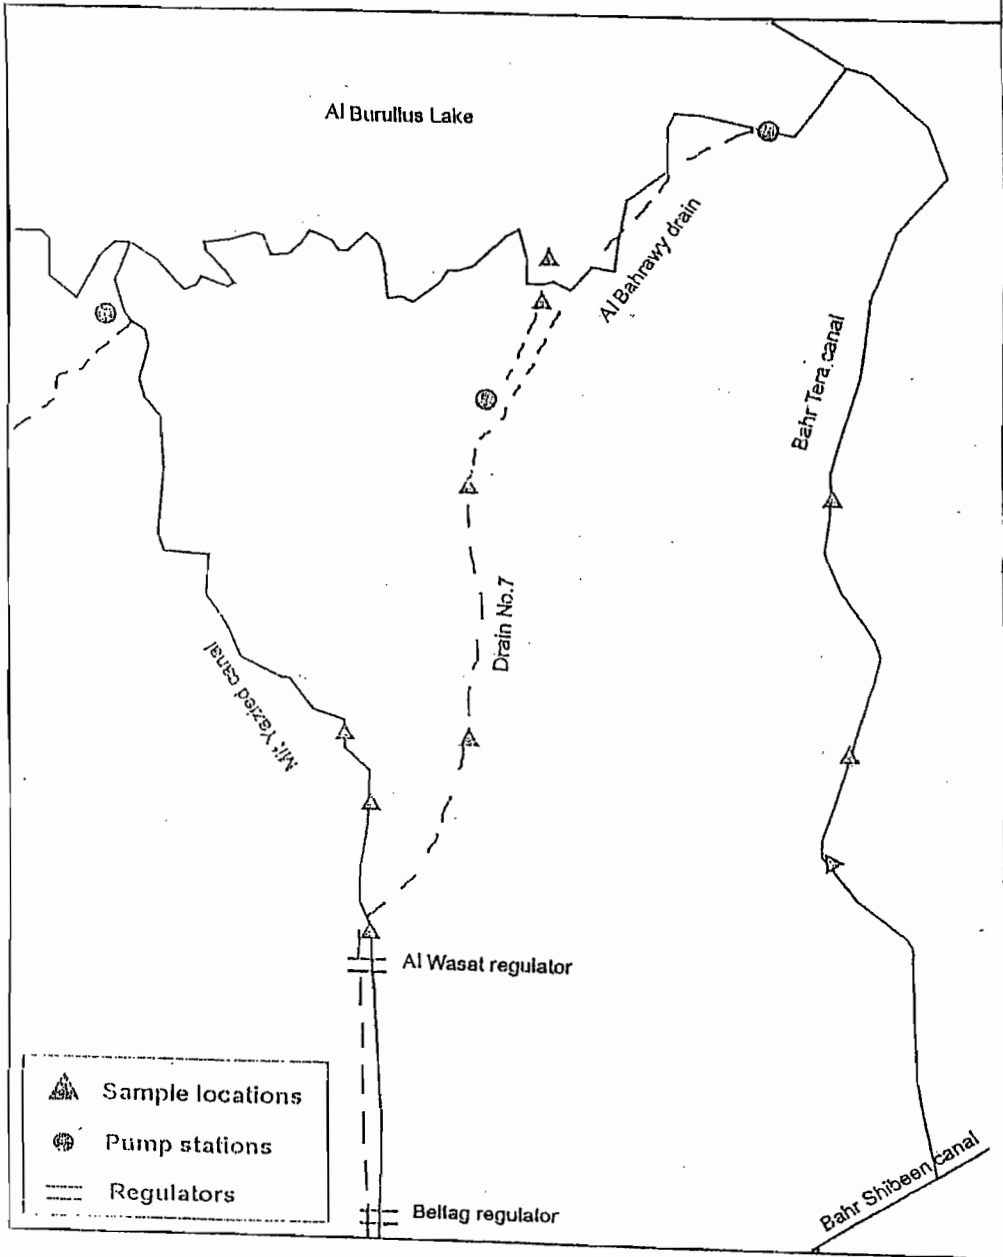 Al Burullus Lake
Al Bahrawy drain
Bahr Tera canal
Drain No.7
Mit Yazied canal
Al Wasat regulator
Sample locations
Pump stations
Regulators
Beltag regulator
Bahr Shibeen canal